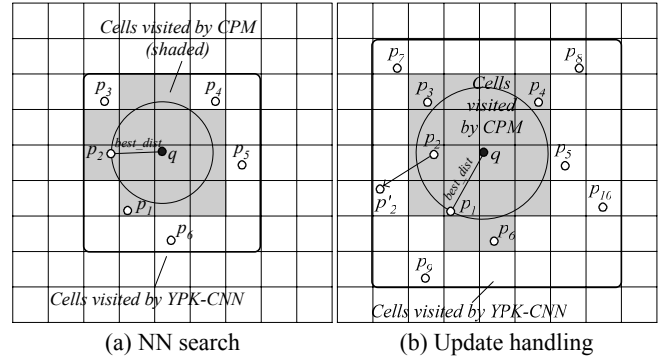 Cells visited by CPM
(shaded)
p3
p4
p2
best_dist
q
p5
p1
p6
Cells visited by YPK-CNN
(a) NN search
p7
p8
p3
Cells
visited
by CPM
p4
p2
q
p5
best_dist
p'2
p1
p10
p6
p9
Cells visited by YPK-CNN
(b) Update handling